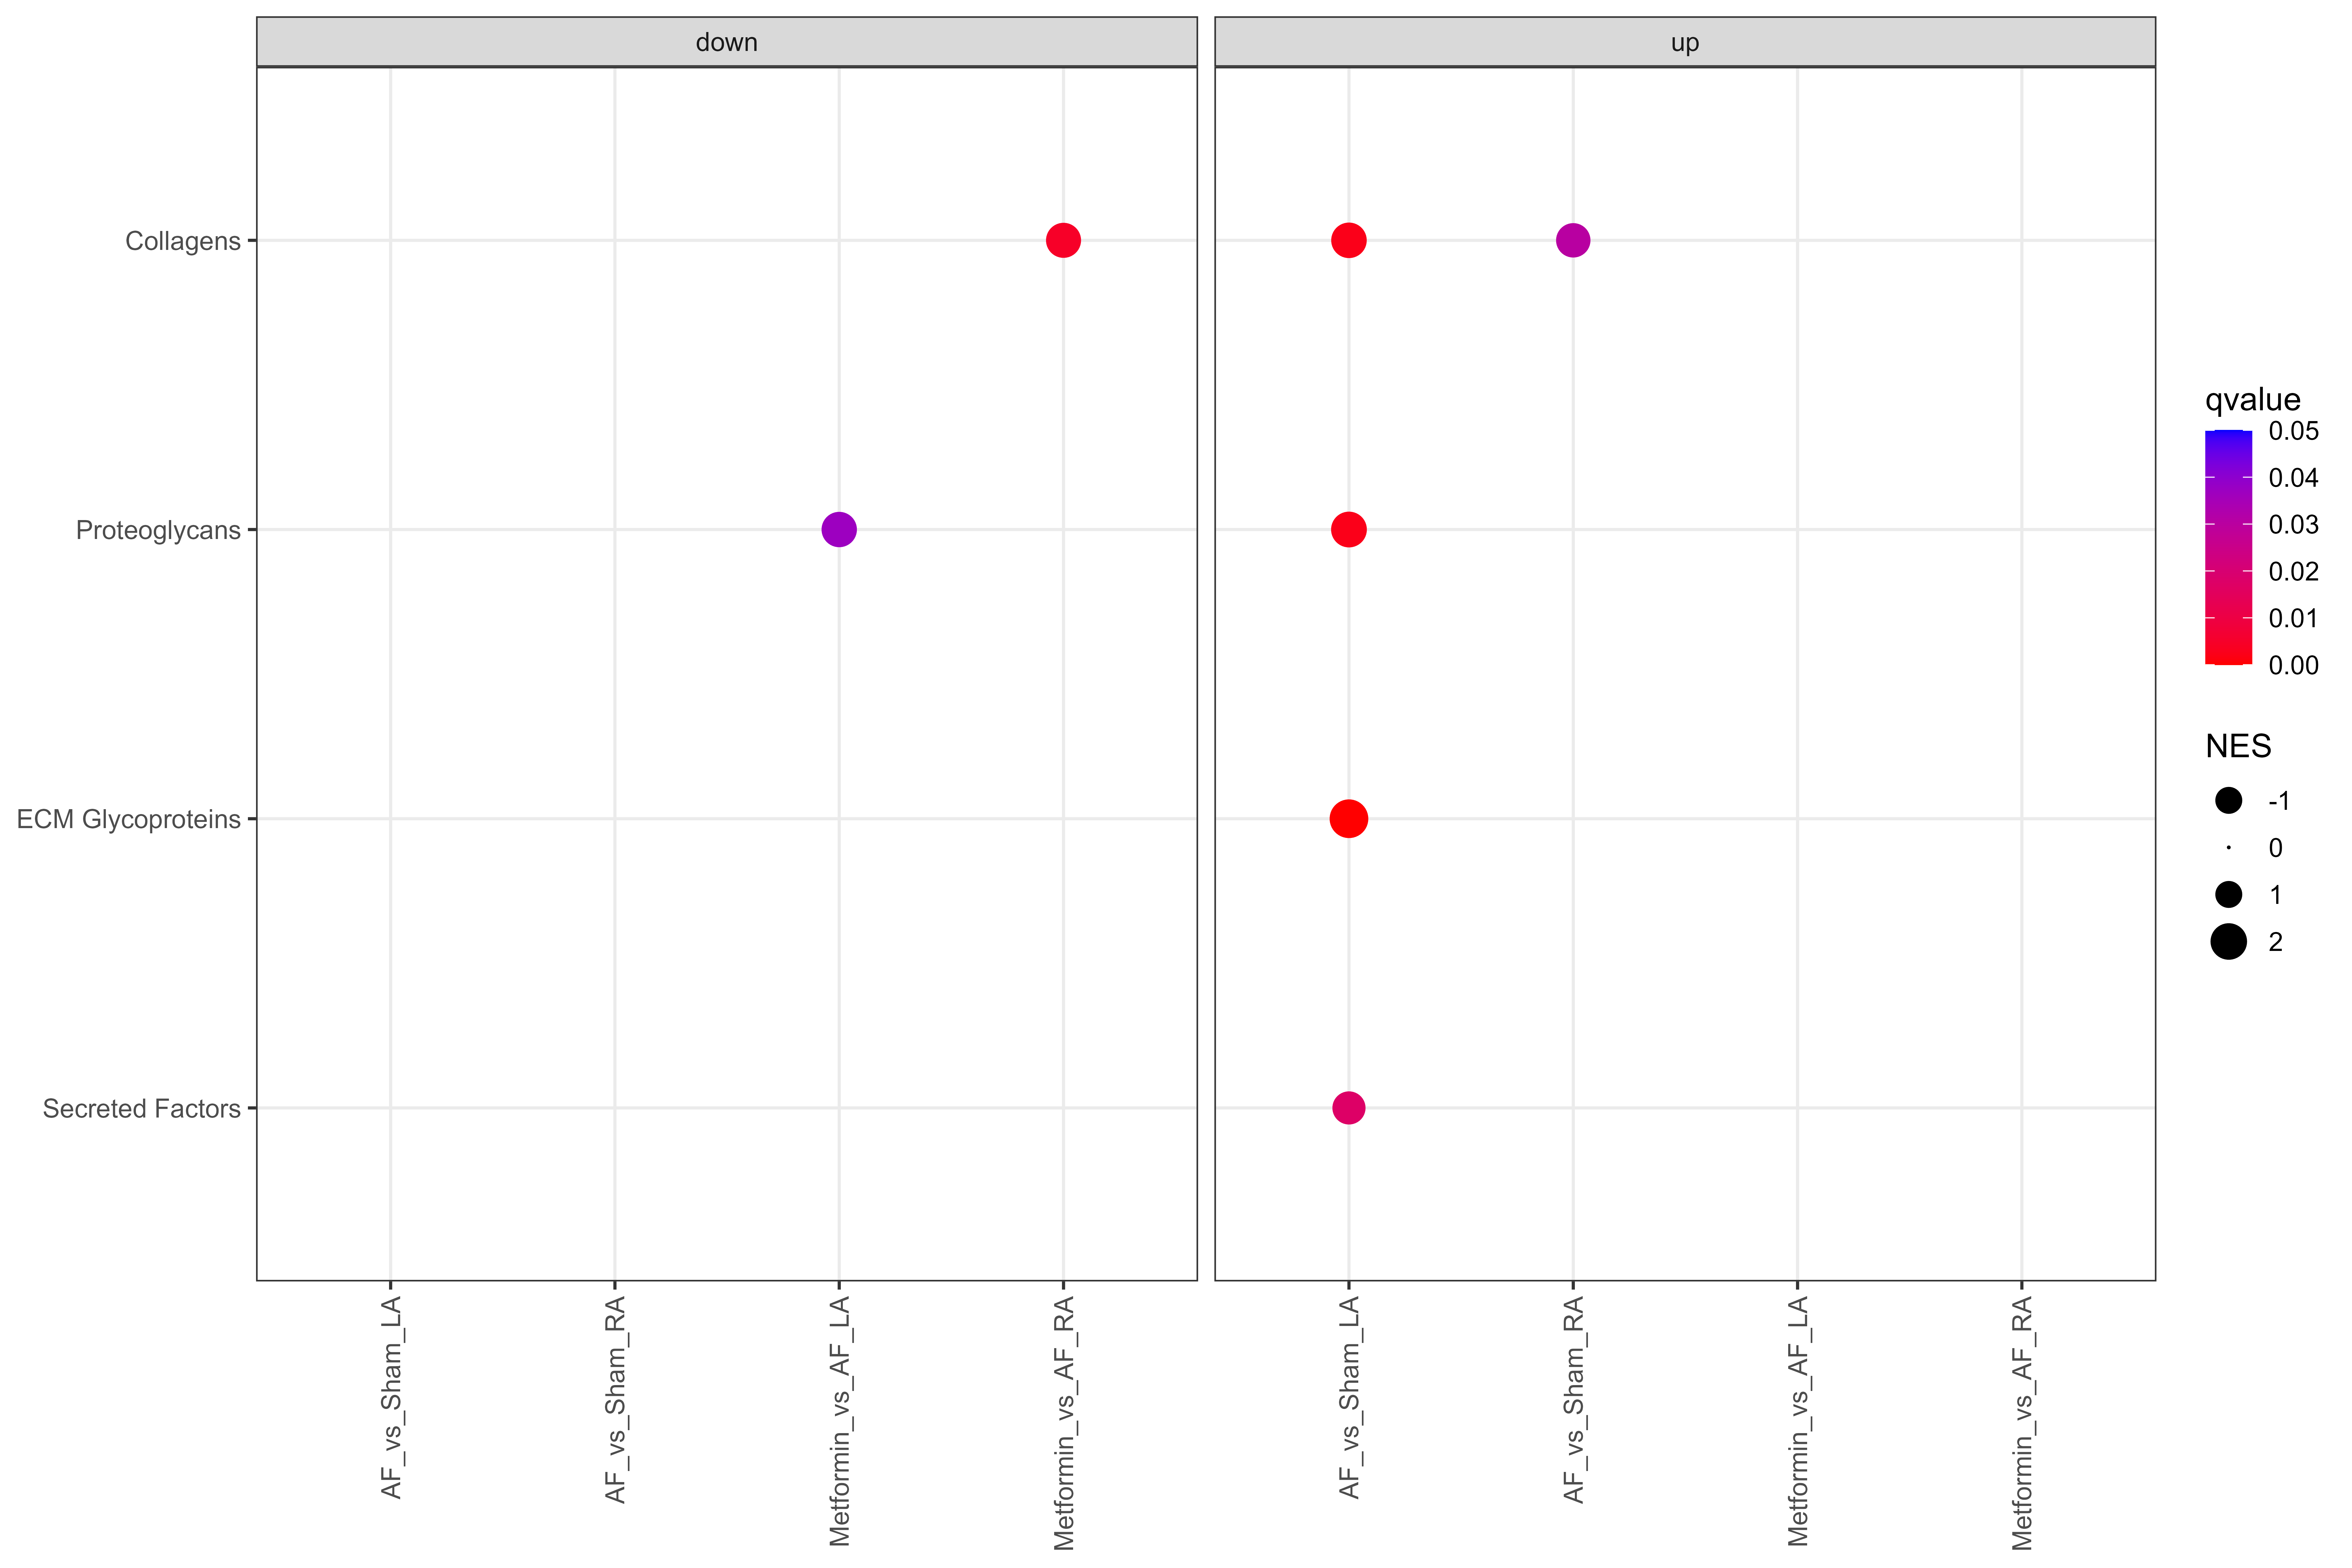 down
up
Collagens
Proteoglycans
ECM Glycoproteins
Secreted Factors
AF_vs_Sham_LA
AF_vs_Sham_RA
Metformin_vs_AF_LA
Metformin_vs_AF_RA
AF_vs_Sham_LA
AF_vs_Sham_RA
Metformin_vs_AF_LA
Metformin_vs_AF_RA
qvalue
0.05
0.04
0.03
0.02
0.01
0.00
NES
-1
0
1
2